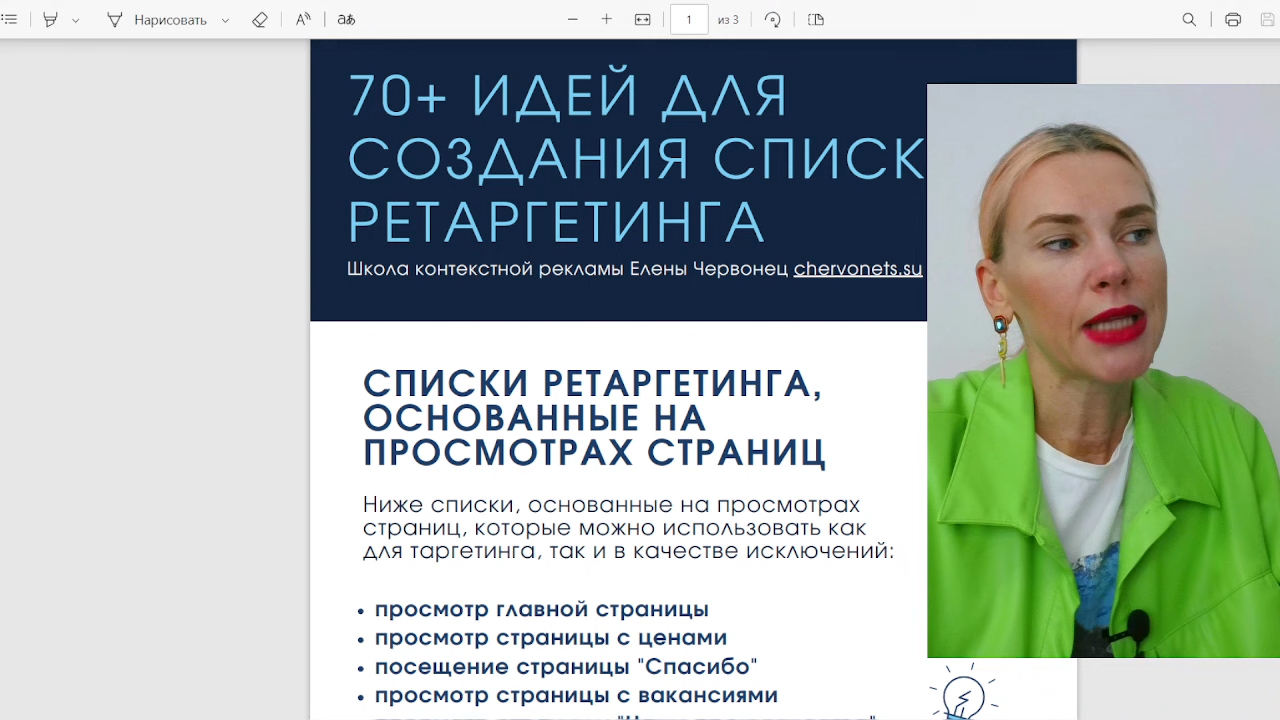 Нарисовать
1
из 3
70+ ИДЕЙ ДЛЯ
СОЗДАНИЯ СПИСК
РЕТАРГЕТИНГА
Школа контекстной рекламы Елены Червонец chervonets.su
СПИСКИ РЕТАРГЕТИНГА,
ОСНОВАННЫЕ НА
ПРОСМОТРАХ СТРАНИЦ
Ниже списки, основанные на просмотрах
страниц, которые можно использовать как
для таргетинга, так и в качестве исключений:
• просмотр главной страницы
• просмотр страницы с ценами
• посещение страницы "Спасибо"
• просмотр страницы с вакансиями